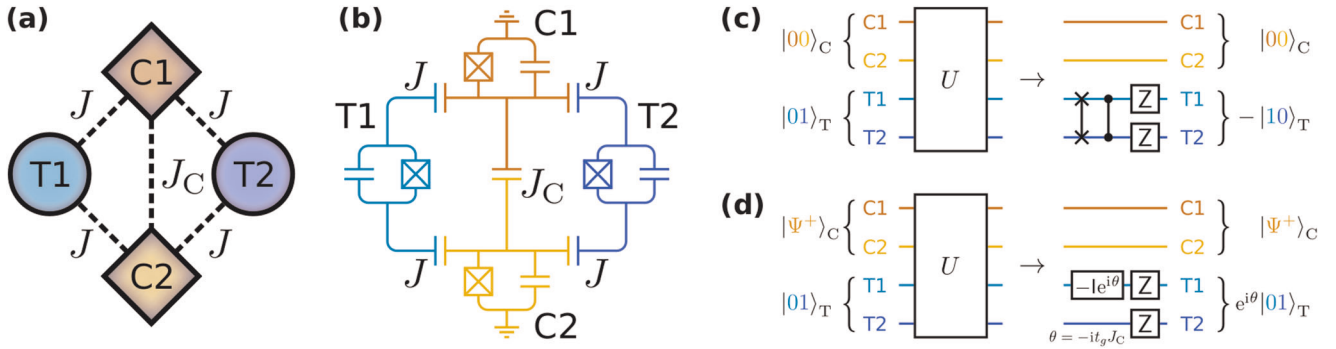 (a)
C1
J
J
T1
T2
J_C
J
J
C2
(b)
C1
J
J
T1
T2
J_C
J
J
C2
(c)
|00⟩_C
C1
C2
|01⟩_T
T1
T2
U
→
Z
Z
C1
C2
T1
T2
|00⟩_C
−|10⟩_T
(d)
|Ψ⁺⟩_C
C1
C2
|01⟩_T
T1
T2
U
→
−Ie^{iθ}
Z
Z
θ = −it_gJ_C
C1
C2
T1
T2
|Ψ⁺⟩_C
e^{iθ}|01⟩_T